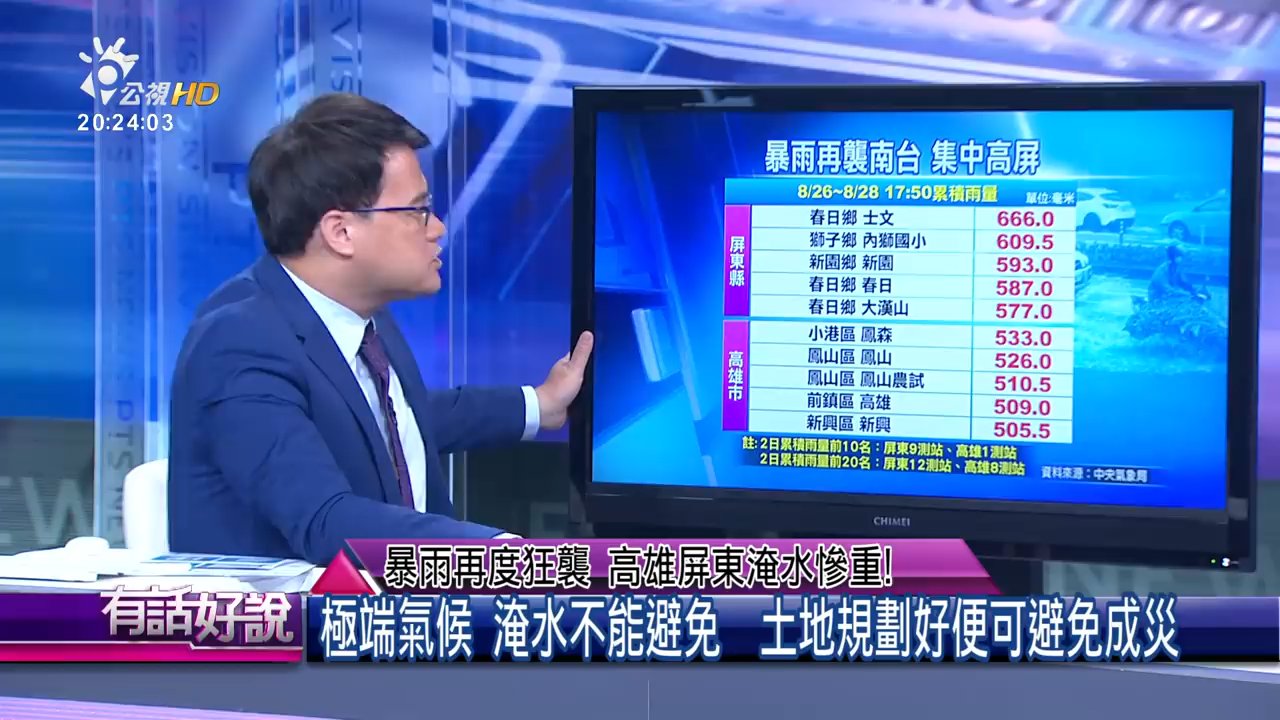 公視HD
20:24:03
暴雨再襲南台 集中高屏
8/26~8/28 17:50累積雨量
單位:毫米
屏東縣
春日鄉 士文 666.0
獅子鄉 內獅國小 609.5
新園鄉 新園 593.0
春日鄉 春日 587.0
春日鄉 大漢山 577.0
高雄市
小港區 鳳森 533.0
鳳山區 鳳山 526.0
鳳山區 鳳山農試 510.5
前鎮區 高雄 509.0
新興區 新興 505.5
註:2日累積雨量前10名：屏東9測站、高雄1測站
2日累積雨量前20名：屏東12測站、高雄8測站
資料來源：中央氣象局
CHIMEI
暴雨再度狂襲 高雄屏東淹水慘重!
有話好說
極端氣候 淹水不能避免 土地規劃好便可避免成災